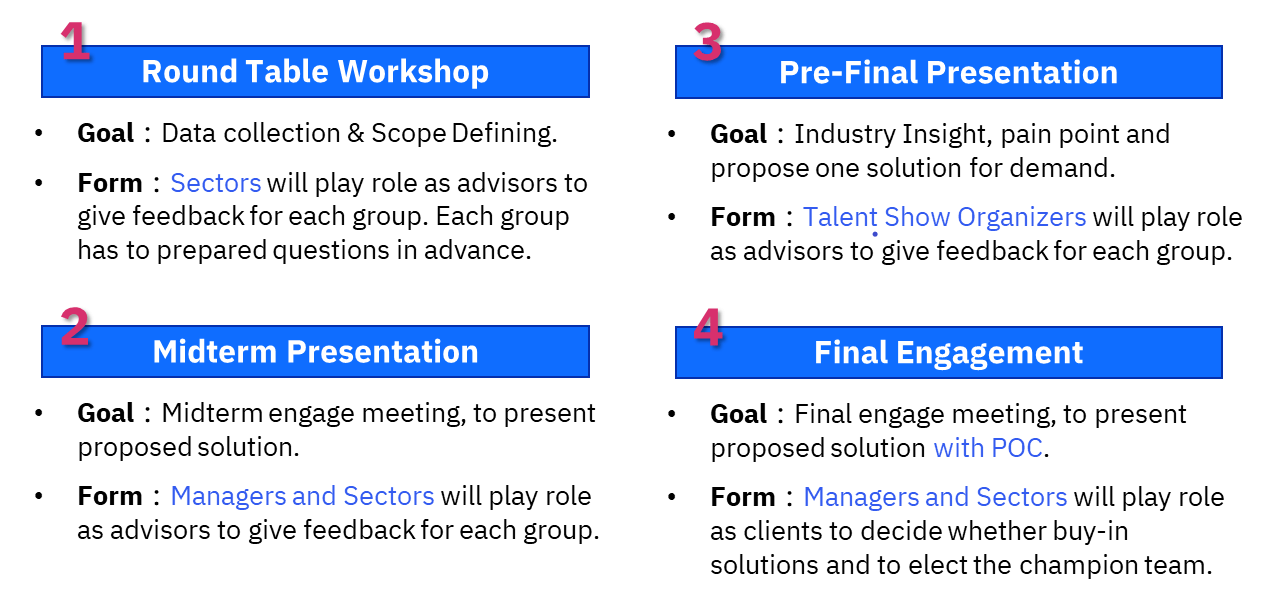 1
Round Table Workshop
• Goal : Data collection & Scope Defining.
• Form : Sectors will play role as advisors to
give feedback for each group. Each group
has to prepared questions in advance.
2
Midterm Presentation
• Goal : Midterm engage meeting, to present
proposed solution.
• Form : Managers and Sectors will play role
as advisors to give feedback for each group.
3
Pre-Final Presentation
• Goal : Industry Insight, pain point and
propose one solution for demand.
• Form : Talent Show Organizers will play role
as advisors to give feedback for each group.
4
Final Engagement
• Goal : Final engage meeting, to present
proposed solution with POC.
• Form : Managers and Sectors will play role
as clients to decide whether buy-in
solutions and to elect the champion team.